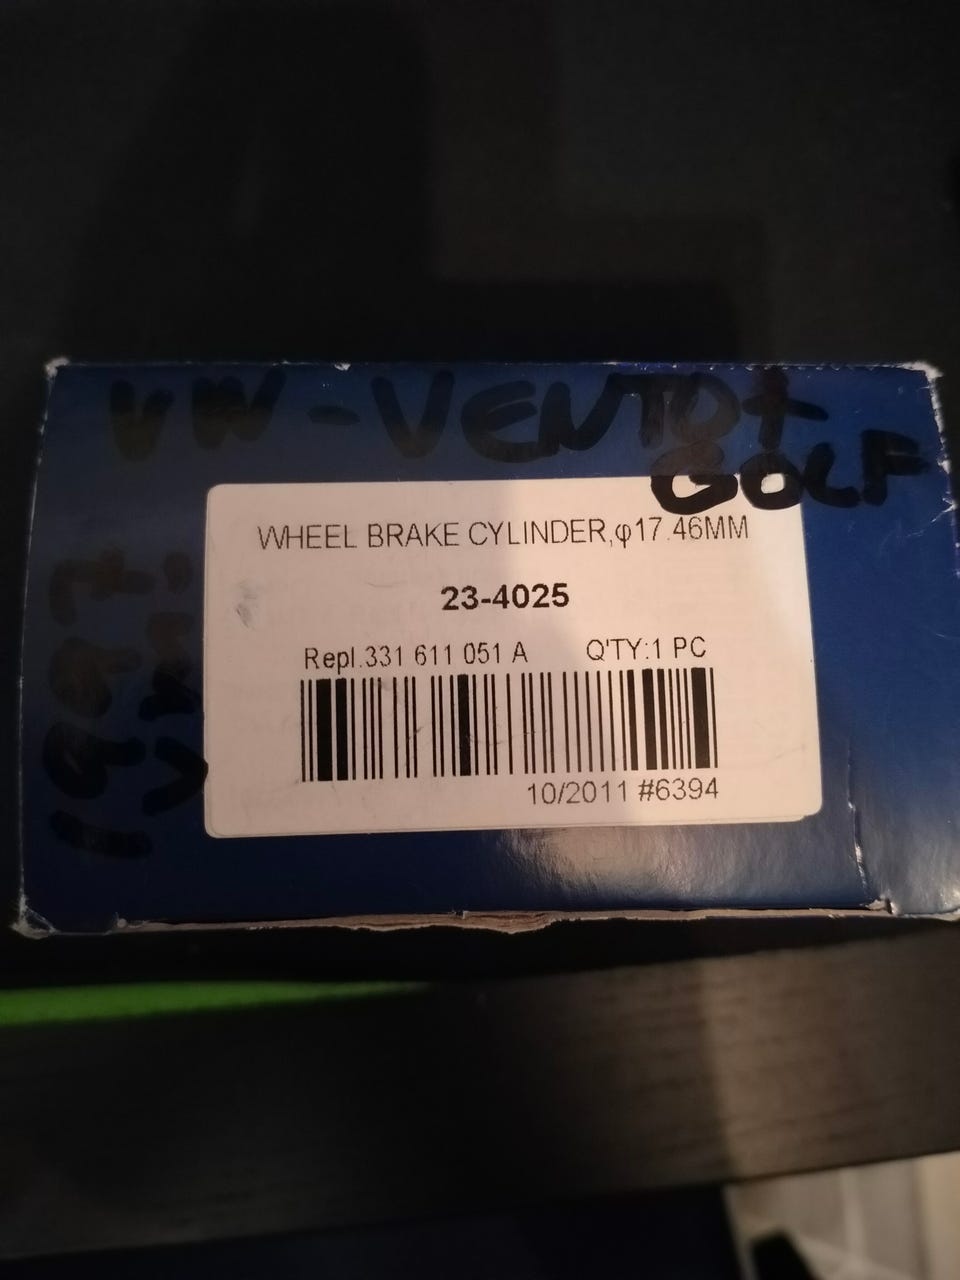 VW-VENTO+
GOLF
WHEEL BRAKE CYLINDER,φ17.46MM
23-4025
Repl.331 611 051 A Q'TY:1 PC
10/2011 #6394
1997